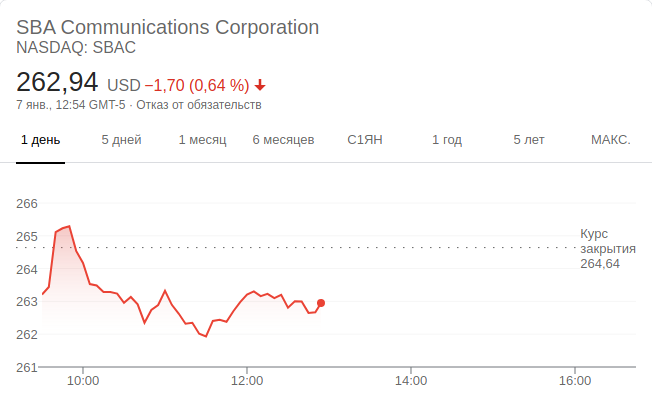 SBA Communications Corporation
NASDAQ: SBAC
262,94 USD −1,70 (0,64 %)
7 янв., 12:54 GMT-5 · Отказ от обязательств
1 день 5 дней 1 месяц 6 месяцев С1ЯН 1 год 5 лет МАКС.
266
265
264
263
262
261
Курс
закрытия
264,64
10:00 12:00 14:00 16:00